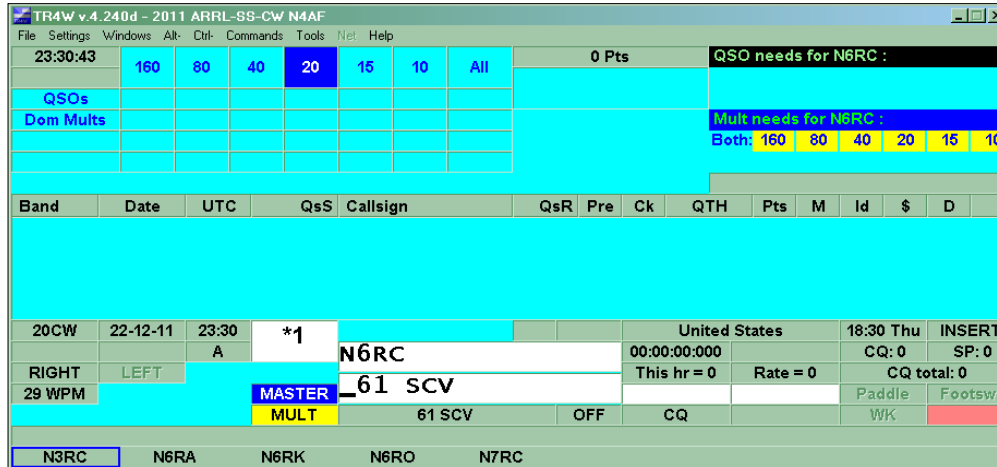 TR4W v.4.240d - 2011 ARRL-SS-CW N4AF
File Settings Windows Alt- Ctrl- Commands Tools Net Help
23:30:43 160 80 40 20 15 10 All 0 Pts QSO needs for N6RC :
QSOs
Dom Mults Mult needs for N6RC :
Both: 160 80 40 20 15 10
Band Date UTC QsS Callsign QsR Pre Ck QTH Pts M Id $ D
20CW 22-12-11 23:30 *1 United States 18:30 Thu INSERT
A N6RC 00:00:00:000 CQ: 0 SP: 0
RIGHT LEFT This hr = 0 Rate = 0 CQ total: 0
29 WPM MASTER _61 SCV Paddle Footsw
MULT 61 SCV OFF CQ WK
N3RC N6RA N6RK N6RO N7RC